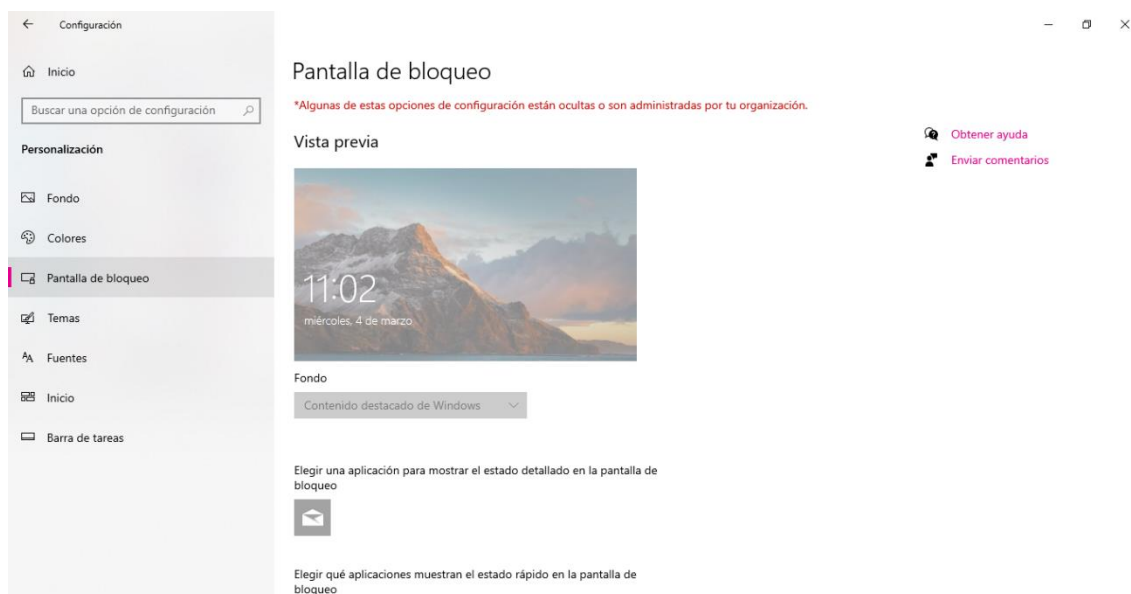 Configuración
Inicio
Buscar una opción de configuración
Personalización
Fondo
Colores
Pantalla de bloqueo
Temas
Fuentes
Inicio
Barra de tareas
Pantalla de bloqueo
*Algunas de estas opciones de configuración están ocultas o son administradas por tu organización.
Vista previa
11:02
miércoles, 4 de marzo
Fondo
Contenido destacado de Windows
Elegir una aplicación para mostrar el estado detallado en la pantalla de
bloqueo
Elegir qué aplicaciones muestran el estado rápido en la pantalla de
bloqueo
Obtener ayuda
Enviar comentarios